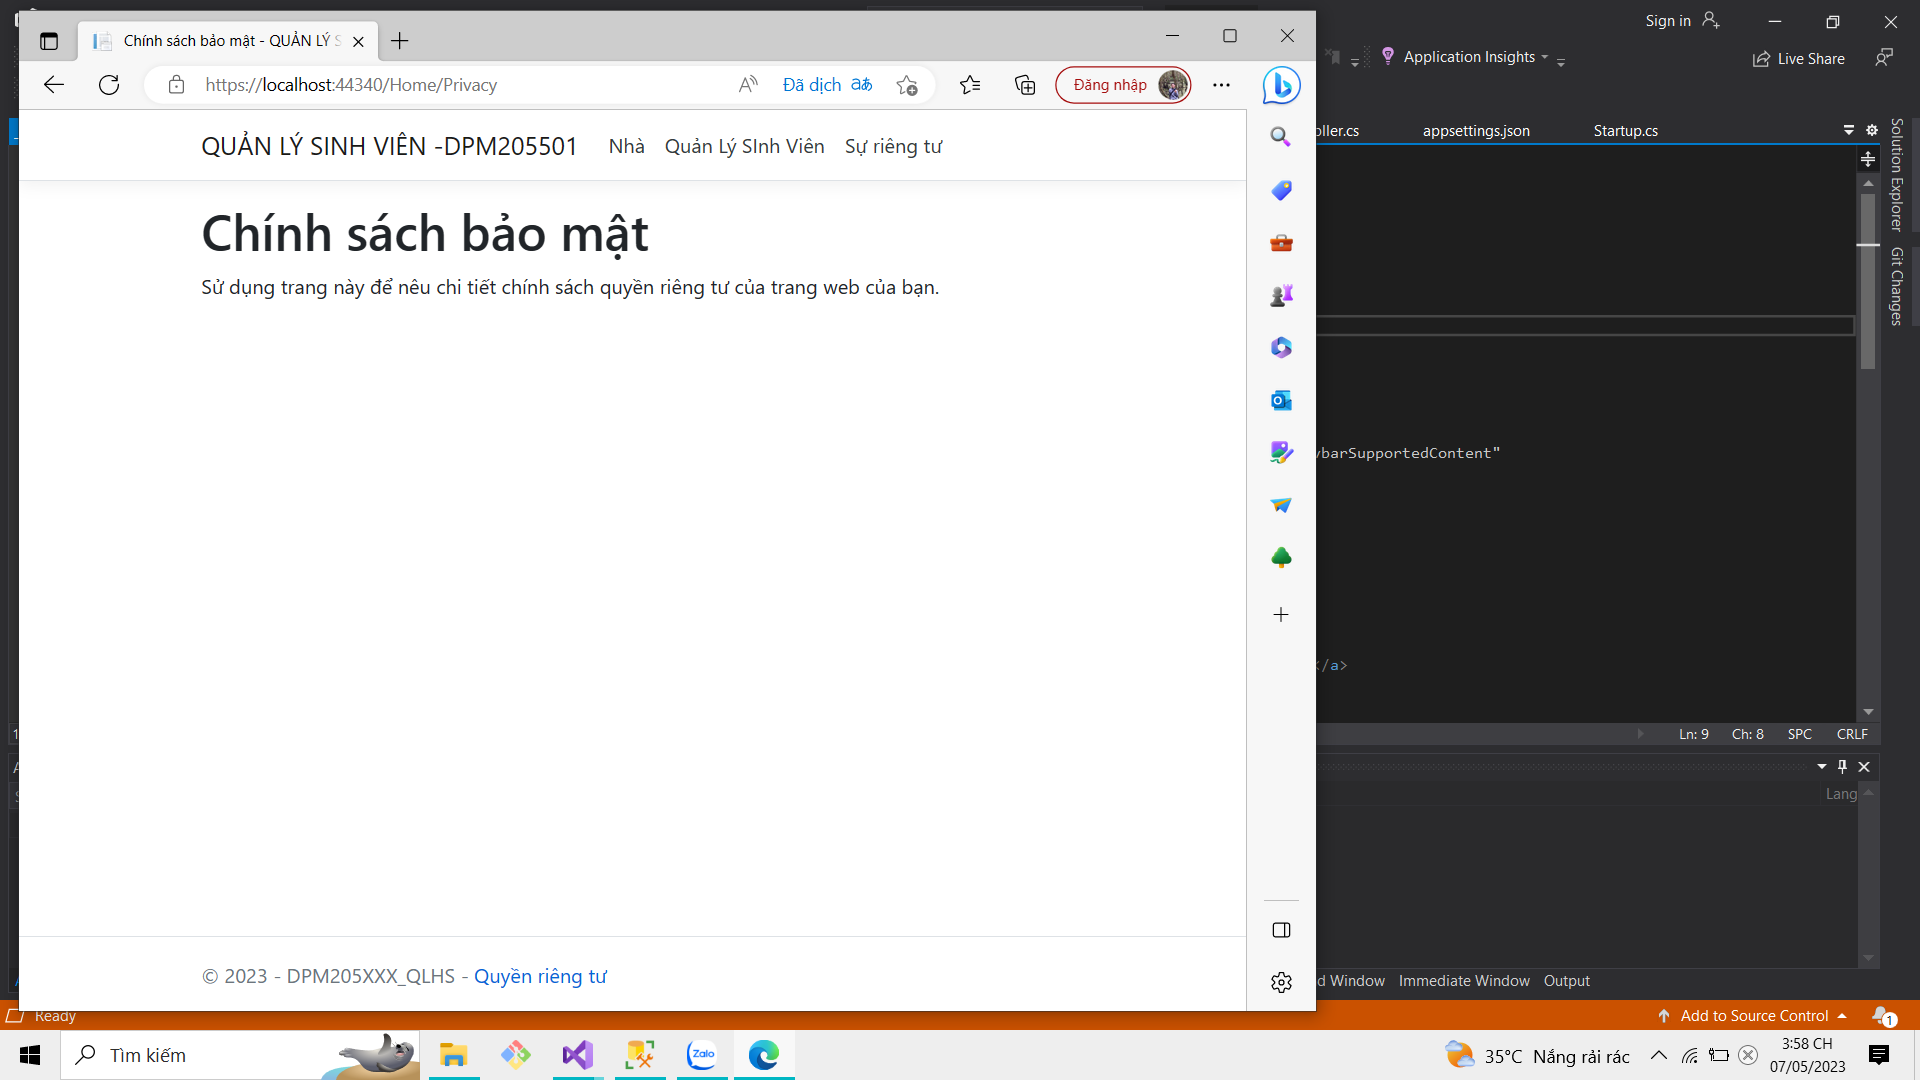 Sign in
Chính sách bảo mật - QUẢN LÝ S
Application Insights
Live Share
https://localhost:44340/Home/Privacy
Đã dịch
Đăng nhập
oller.cs
appsettings.json
Startup.cs
Solution Explorer
Git Changes
QUẢN LÝ SINH VIÊN -DPM205501
Nhà
Quản Lý SInh Viên
Sự riêng tư
Chính sách bảo mật
Sử dụng trang này để nêu chi tiết chính sách quyền riêng tư của trang web của bạn.
vbarSupportedContent"
</a>
Ln: 9 Ch: 8 SPC CRLF
Lang
© 2023 - DPM205XXX_QLHS - Quyền riêng tư
d Window
Immediate Window
Output
Ready
Add to Source Control
1
Tìm kiếm
Zalo
35°C Nắng rải rác
3:58 CH
07/05/2023